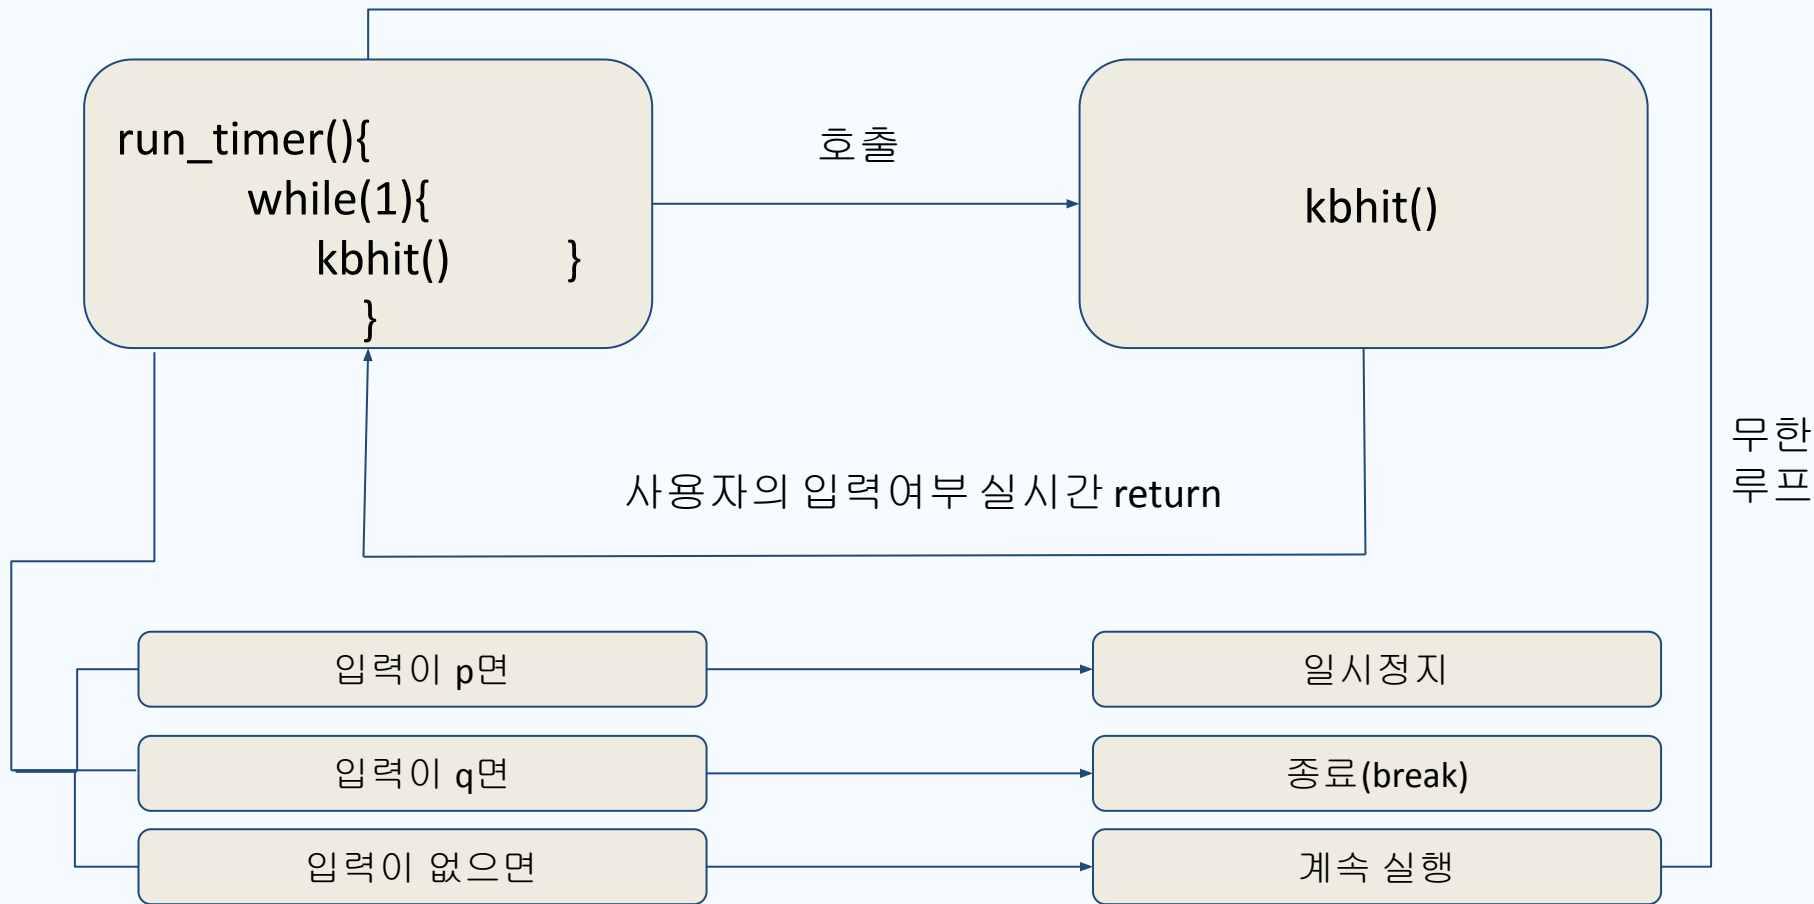 run_timer(){
while(1){
kbhit() }
}
호출
kbhit()
무한
루프
사용자의 입력여부 실시간 return
입력이 p면
일시정지
입력이 q면
종료(break)
입력이 없으면
계속 실행